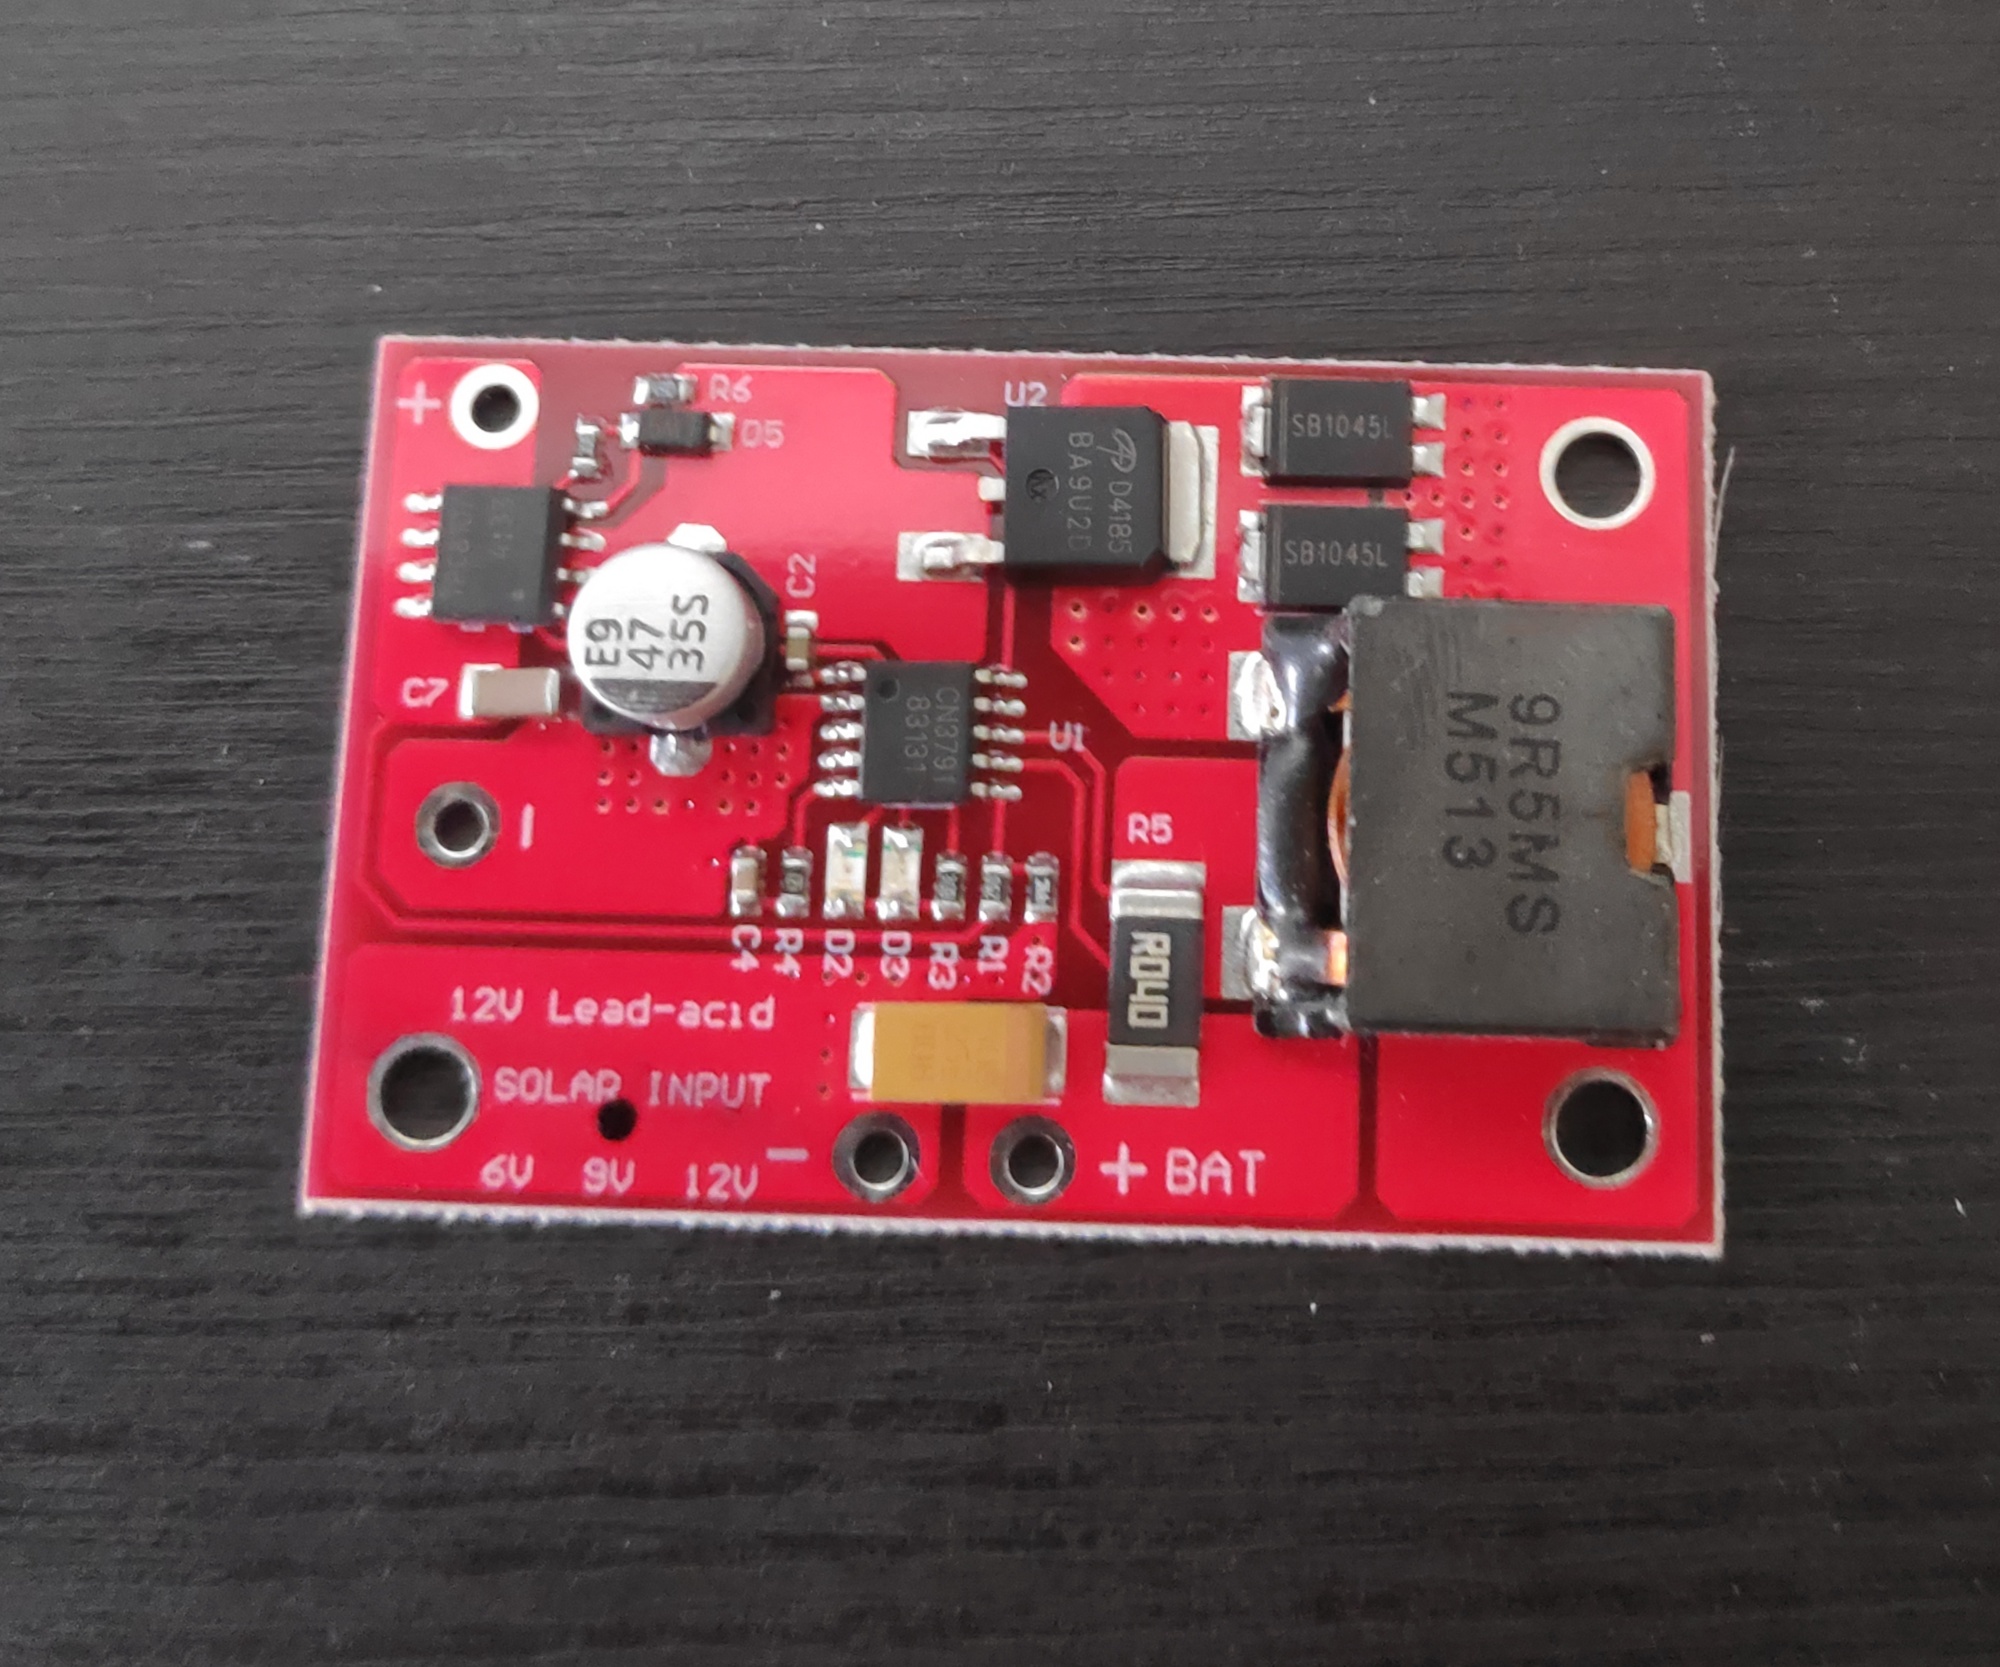 +
R6
D5
U2
D4185
BA9U2D
SB1045L
SB1045L
C2
E9
47
35S
C7
CN3791
83131
U1
9R5MS
M513
R5
R040
−
C4
R4
D2
D3
R3
R1
R2
12V Lead-acid
SOLAR INPUT
6V 9V 12V
− + BAT